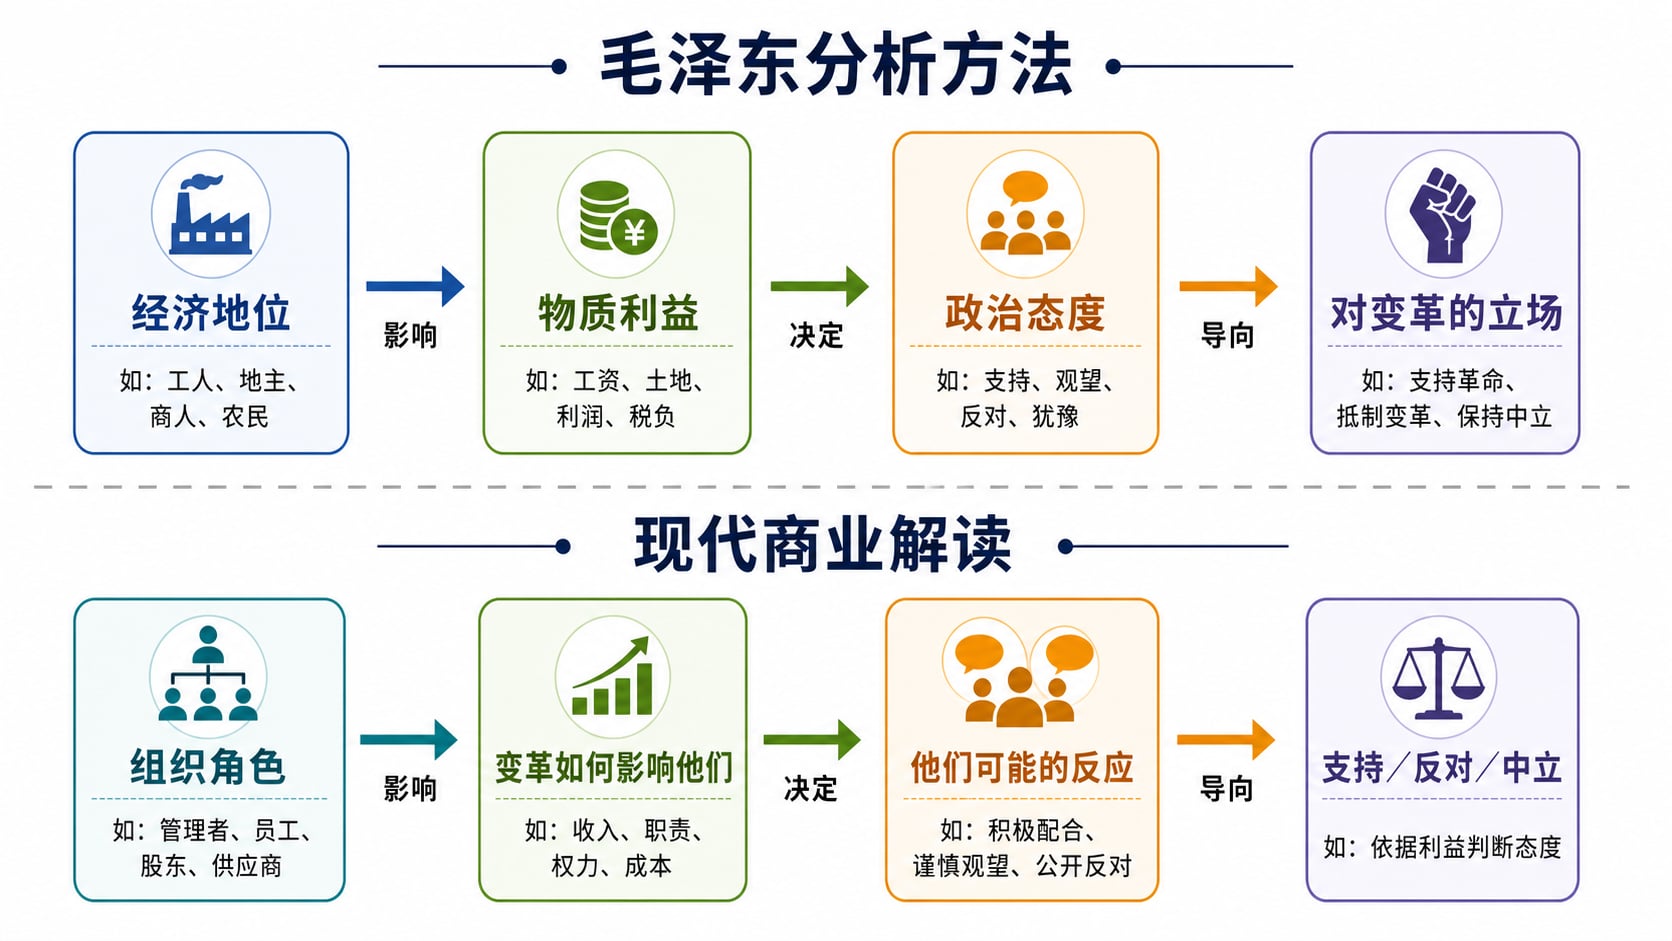 毛泽东分析方法
经济地位
如：工人、地主、
商人、农民
影响
¥
物质利益
如：工资、土地、
利润、税负
决定
政治态度
如：支持、观望、
反对、犹豫
导向
对变革的立场
如：支持革命、
抵制变革、保持中立
现代商业解读
组织角色
如：管理者、员工、
股东、供应商
影响
变革如何影响他们
如：收入、职责、
权力、成本
决定
他们可能的反应
如：积极配合、
谨慎观望、公开反对
导向
支持／反对／中立
如：依据利益判断态度